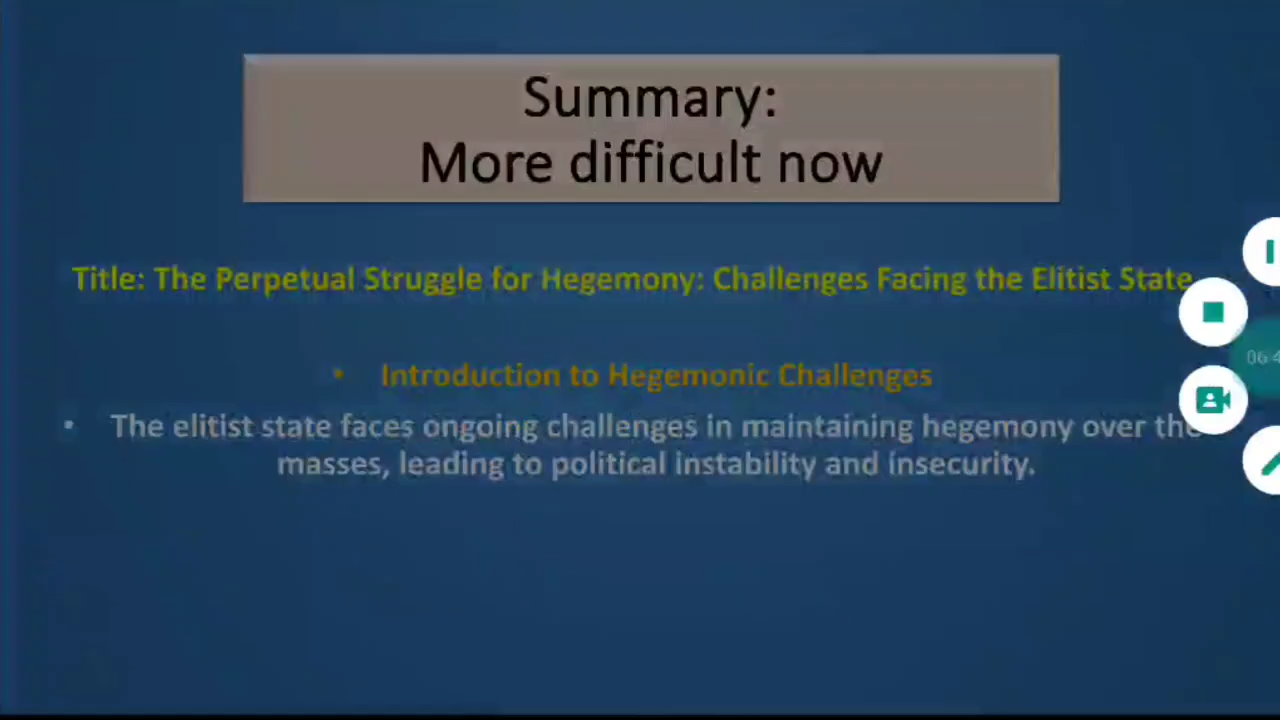 Summary:
More difficult now
Title: The Perpetual Struggle for Hegemony: Challenges Facing the Elitist State
• Introduction to Hegemonic Challenges
• The elitist state faces ongoing challenges in maintaining hegemony over the
masses, leading to political instability and insecurity.